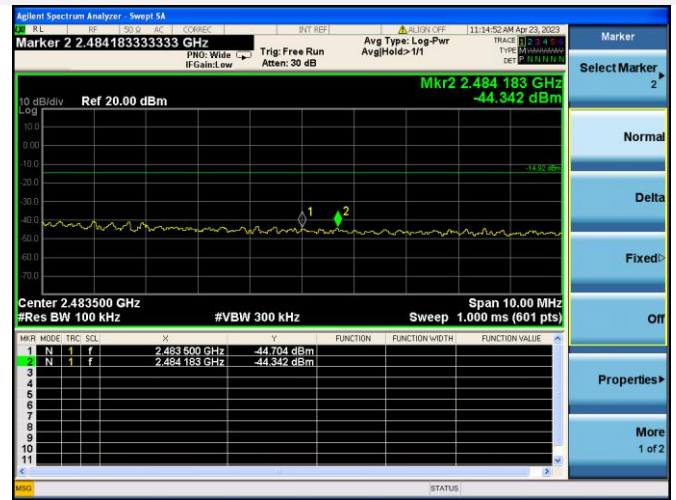 Agilent Spectrum Analyzer - Swept SA
RL RF 50 Ω AC CORREC INT REF ALIGN OFF 11:14:52 AM Apr 23, 2023
Marker 2 2.484183333333 GHz
PNO: Wide
IFGain:Low
Trig: Free Run
Atten: 30 dB
Avg Type: Log-Pwr
Avg|Hold>1/1
TRACE 1 2 3 4 5 6
TYPE M
DET P N N N N N
Mkr2 2.484 183 GHz
-44.342 dBm
10 dB/div Ref 20.00 dBm
Log
10.0
0.00
-10.0
-14.92 dBm
-20.0
-30.0
-40.0
-50.0
-60.0
-70.0
1
2
Center 2.483500 GHz Span 10.00 MHz
#Res BW 100 kHz #VBW 300 kHz Sweep 1.000 ms (601 pts)
MKR MODE TRC SCL X Y FUNCTION FUNCTION WIDTH FUNCTION VALUE
1 N 1 f 2.483 500 GHz -44.704 dBm
2 N 1 f 2.484 183 GHz -44.342 dBm
3
4
5
6
7
8
9
10
11
MSG STATUS
Marker
Select Marker
2
Normal
Delta
Fixed
Off
Properties
More
1 of 2